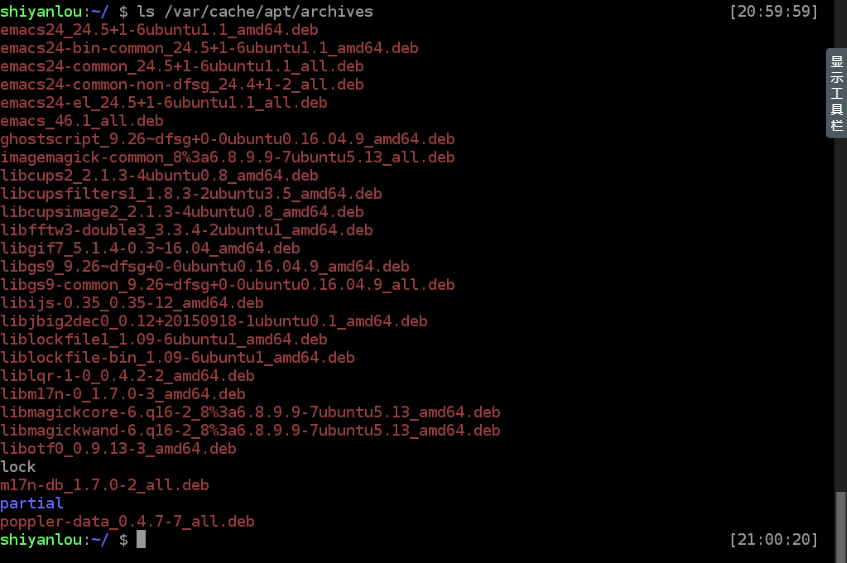 shiyanlou:~/ $ ls /var/cache/apt/archives [20:59:59]
emacs24_24.5+1-6ubuntu1.1_amd64.deb
emacs24-bin-common_24.5+1-6ubuntu1.1_amd64.deb
emacs24-common_24.5+1-6ubuntu1.1_all.deb
emacs24-common-non-dfsg_24.4+1-2_all.deb
emacs24-el_24.5+1-6ubuntu1.1_all.deb
emacs_46.1_all.deb
ghostscript_9.26~dfsg+0-0ubuntu0.16.04.9_amd64.deb
imagemagick-common_8%3a6.8.9.9-7ubuntu5.13_all.deb
libcups2_2.1.3-4ubuntu0.8_amd64.deb
libcupsfilters1_1.8.3-2ubuntu3.5_amd64.deb
libcupsimage2_2.1.3-4ubuntu0.8_amd64.deb
libfftw3-double3_3.3.4-2ubuntu1_amd64.deb
libgif7_5.1.4-0.3~16.04_amd64.deb
libgs9_9.26~dfsg+0-0ubuntu0.16.04.9_amd64.deb
libgs9-common_9.26~dfsg+0-0ubuntu0.16.04.9_all.deb
libijs-0.35_0.35-12_amd64.deb
libjbig2dec0_0.12+20150918-1ubuntu0.1_amd64.deb
liblockfile1_1.09-6ubuntu1_amd64.deb
liblockfile-bin_1.09-6ubuntu1_amd64.deb
liblqr-1-0_0.4.2-2_amd64.deb
libm17n-0_1.7.0-3_amd64.deb
libmagickcore-6.q16-2_8%3a6.8.9.9-7ubuntu5.13_amd64.deb
libmagickwand-6.q16-2_8%3a6.8.9.9-7ubuntu5.13_amd64.deb
libotf0_0.9.13-3_amd64.deb
lock
m17n-db_1.7.0-2_all.deb
partial
poppler-data_0.4.7-7_all.deb
shiyanlou:~/ $ [21:00:20]
显示工具栏